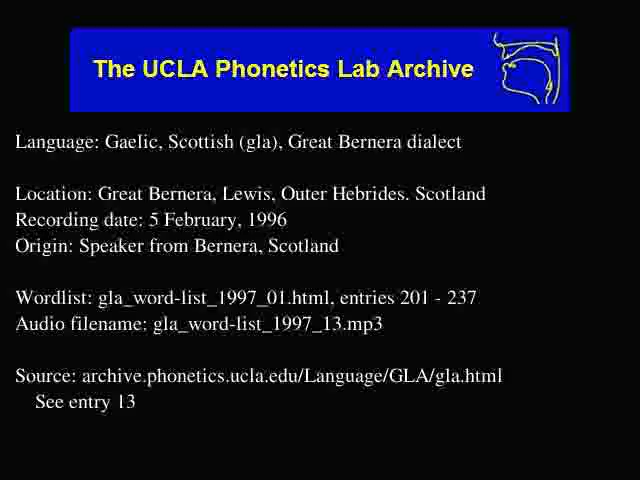 The UCLA Phonetics Lab Archive
Language: Gaelic, Scottish (gla), Great Bernera dialect
Location: Great Bernera, Lewis, Outer Hebrides. Scotland
Recording date: 5 February, 1996
Origin: Speaker from Bernera, Scotland
Wordlist: gla_word-list_1997_01.html, entries 201 - 237
Audio filename: gla_word-list_1997_13.mp3
Source: archive.phonetics.ucla.edu/Language/GLA/gla.html
See entry 13